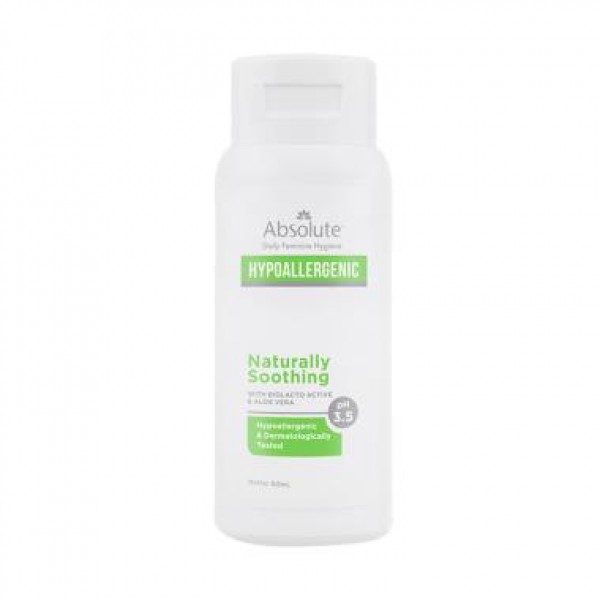 Absolute
Daily Feminine Hygiene
HYPOALLERGENIC
Naturally
Soothing
WITH BIOLACTO ACTIVE
& ALOE VERA
pH
3.5
Hypoallergenic
& Dermatologically
Tested